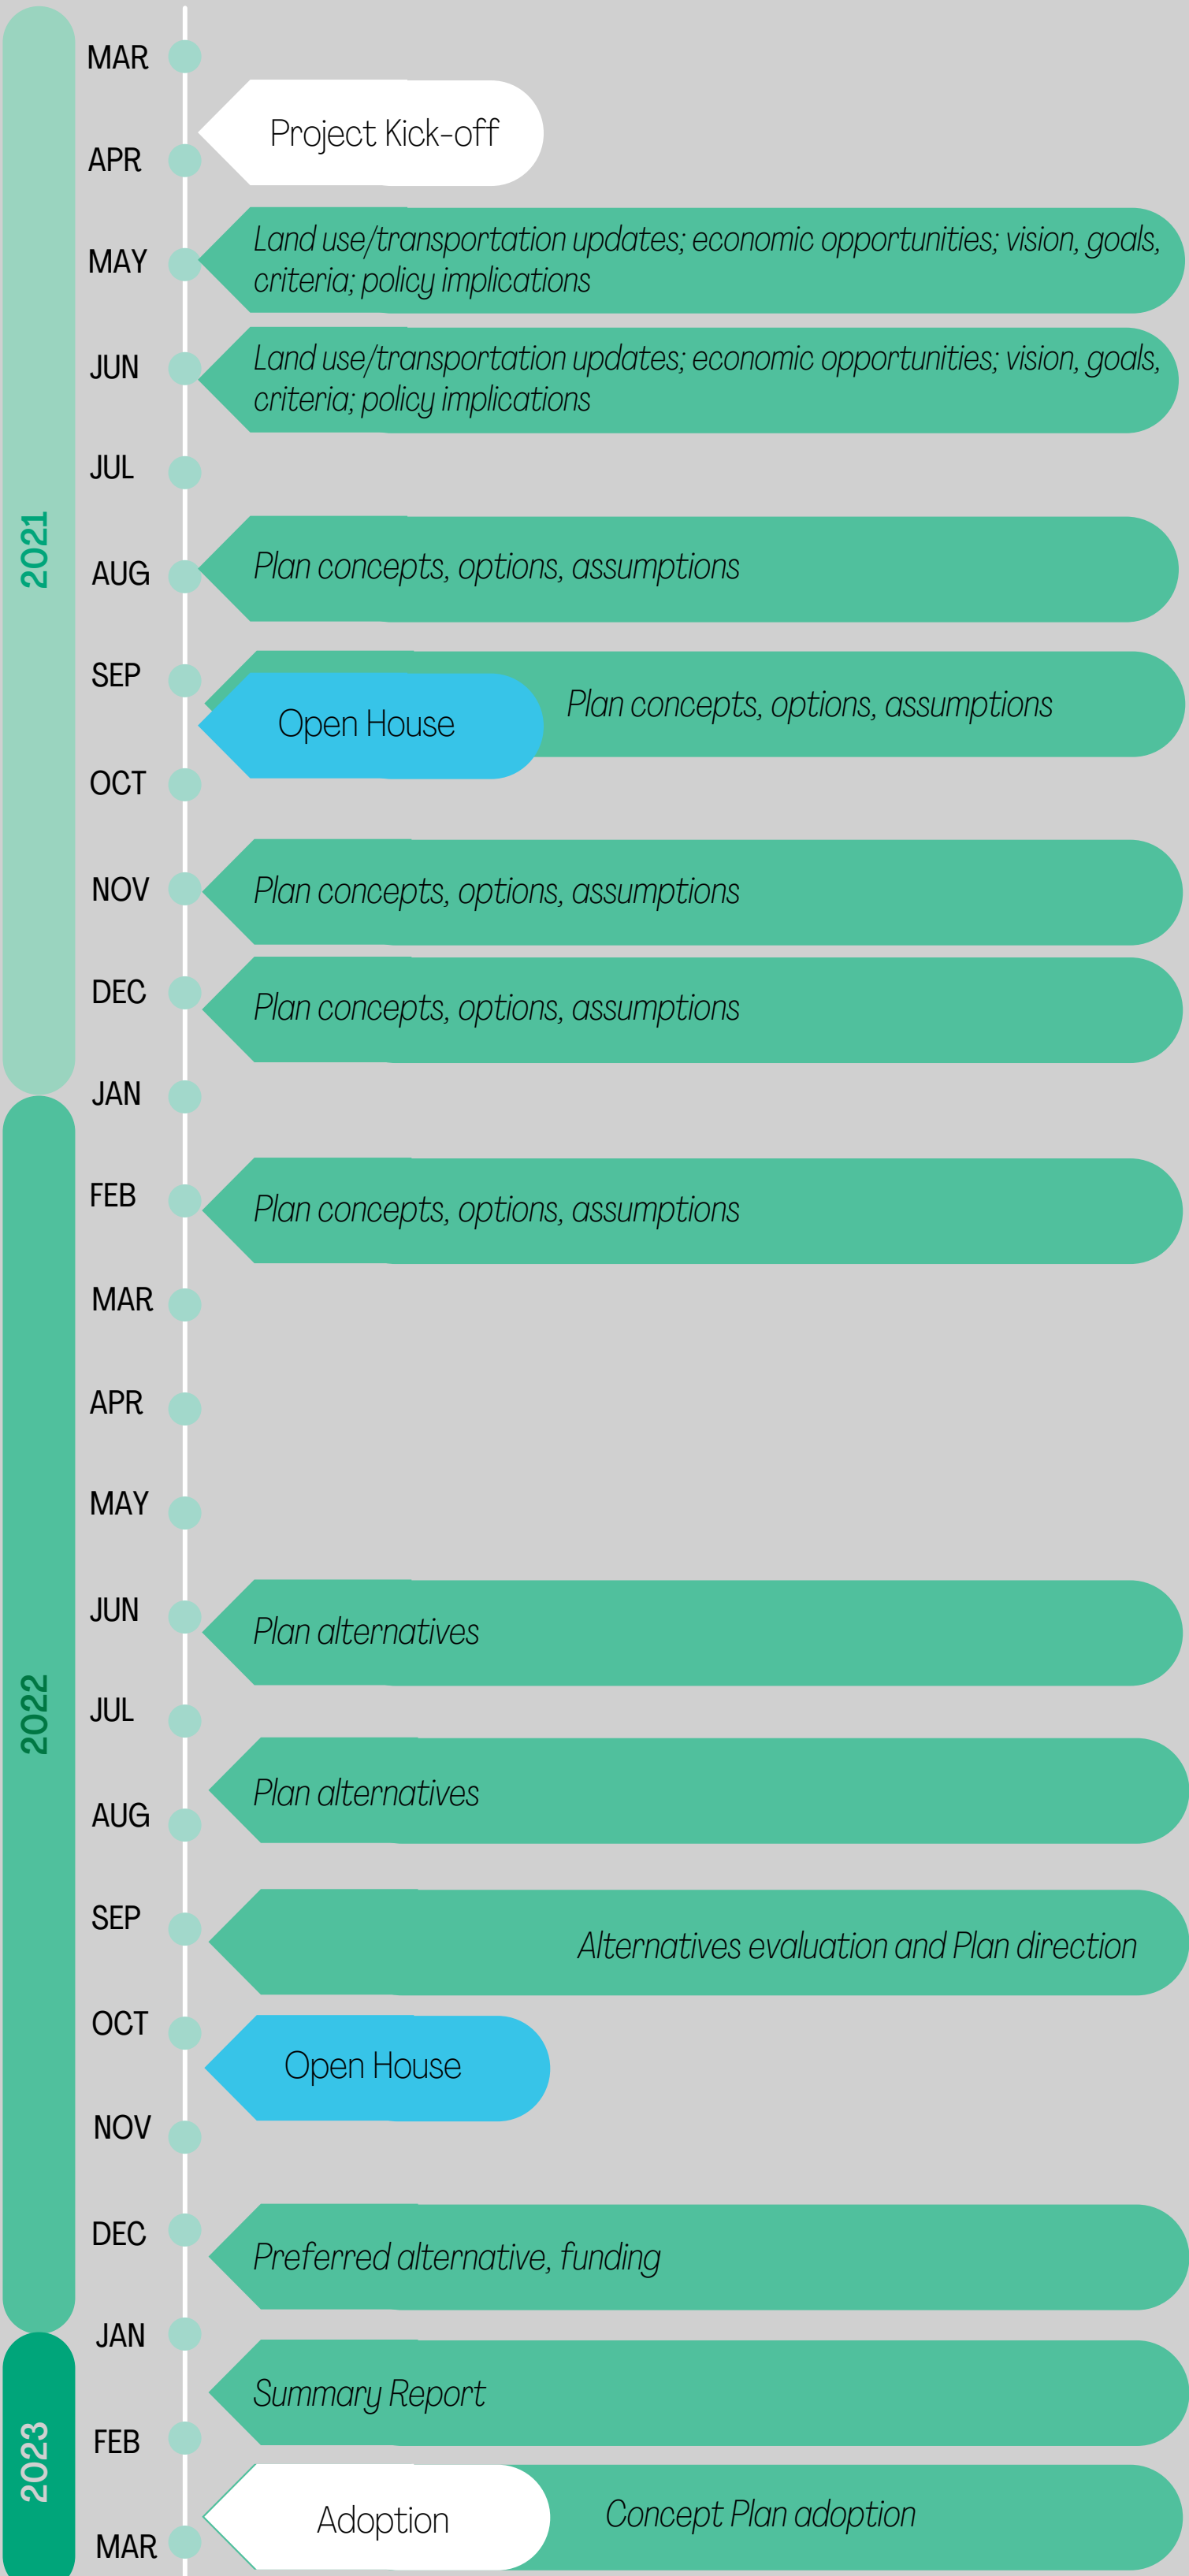 MAR
Project Kick-off
APR
Land use/transportation updates; economic opportunities; vision, goals,
MAY
criteria; policy implications
JUN
Land use/transportation updates; economic opportunities; vision, goals,
criteria; policy implications
JUL
2021
AUG
Plan concepts, options, assumptions
SEP
Open House
Plan concepts, options, assumptions
OCT
NOV
Plan concepts, options, assumptions
DEC
Plan concepts, options, assumptions
JAN
FEB
Plan concepts, options, assumptions
MAR
APR
MAY
JUN
Plan alternatives
2022
JUL
Plan alternatives
AUG
SEP
Alternatives evaluation and Plan direction
OCT
Open House
NOV
DEC
Preferred alternative, funding
JAN
Summary Report
2023
FEB
Adoption
Concept Plan adoption
MAR